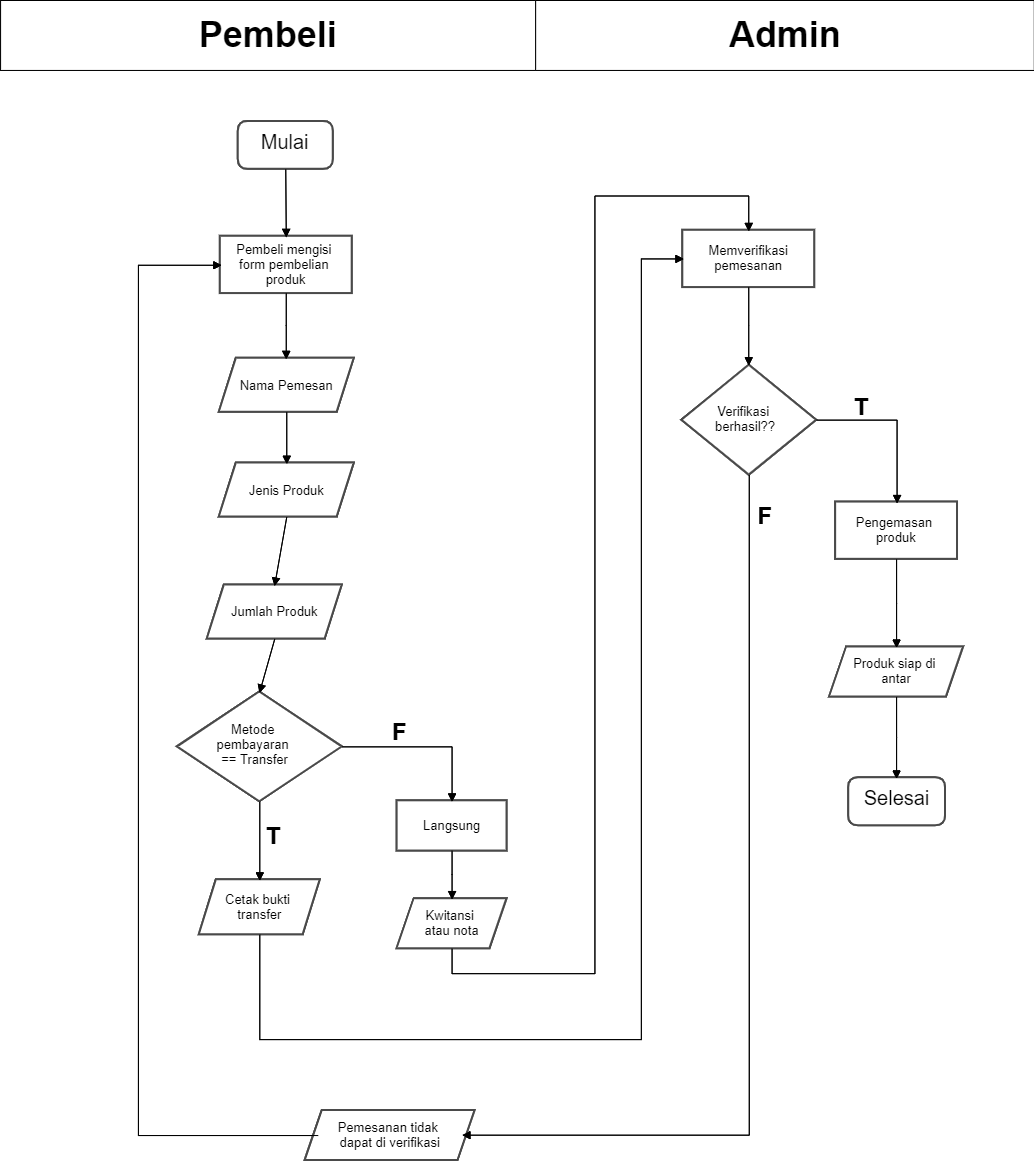 Pembeli
Admin
Mulai
Pembeli mengisi
form pembelian
produk
Nama Pemesan
Jenis Produk
Jumlah Produk
Metode
pembayaran
== Transfer
F
T
Langsung
Cetak bukti
transfer
Kwitansi
atau nota
Memverifikasi
pemesanan
Verifikasi
berhasil??
T
F
Pengemasan
produk
Produk siap di
antar
Selesai
Pemesanan tidak
dapat di verifikasi